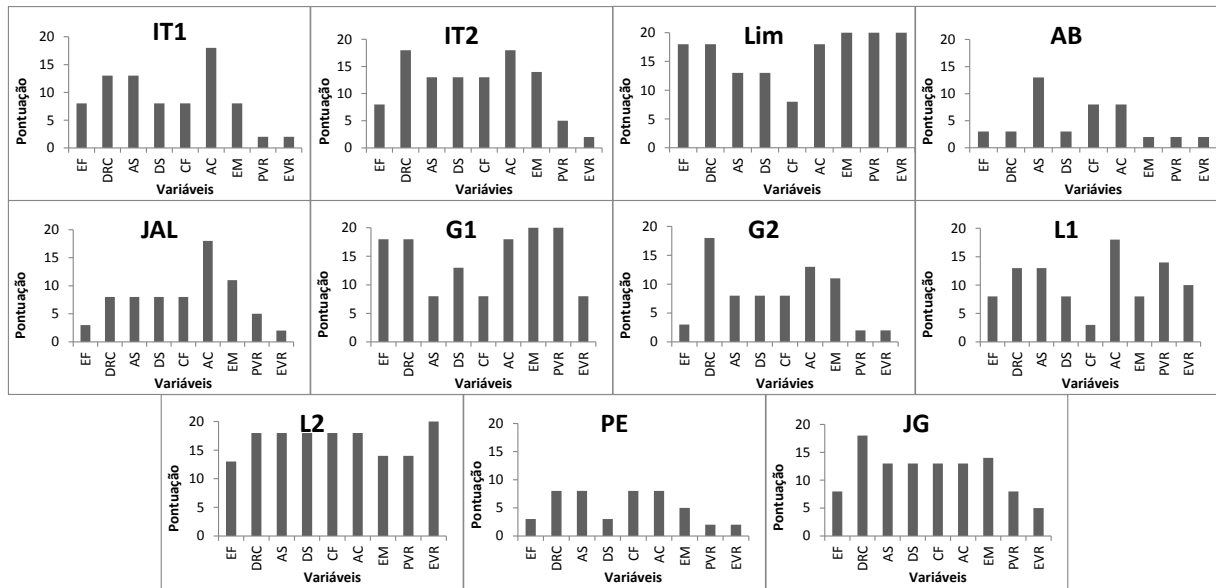 IT1
Pontuação
20
15
10
5
0
EF DRC AS DS CF AC EM PVR EVR
Variáveis
IT2
Pontuação
20
15
10
5
0
EF DRC AS DS CF AC EM PVR EVR
Variáveis
Lim
Potnuação
20
15
10
5
0
EF DRC AS DS CF AC EM PVR EVR
Variáveis
AB
Pontuação
20
15
10
5
0
EF DRC AS DS CF AC EM PVR EVR
Variáveis
JAL
Pontuação
20
15
10
5
0
EF DRC AS DS CF AC EM PVR EVR
Variáveis
G1
Pontuação
20
15
10
5
0
EF DRC AS DS CF AC EM PVR EVR
Variáveis
G2
Pontuação
20
15
10
5
0
EF DRC AS DS CF AC EM PVR EVR
Variáveis
L1
Pontuação
20
15
10
5
0
EF DRC AS DS CF AC EM PVR EVR
Variáveis
L2
Pontuação
20
15
10
5
0
EF DRC AS DS CF AC EM PVR EVR
Variáveis
PE
Pontuação
20
15
10
5
0
EF DRC AS DS CF AC EM PVR EVR
Variáveis
JG
Pontuação
20
15
10
5
0
EF DRC AS DS CF AC EM PVR EVR
Variáveis